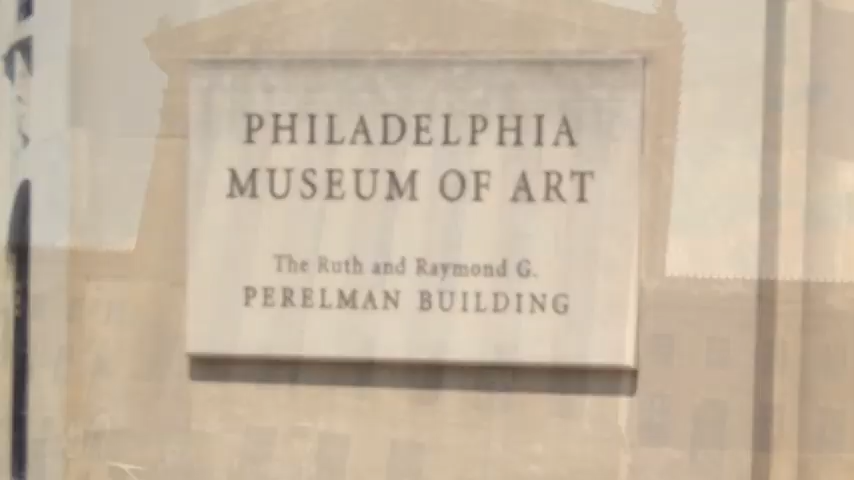 PHILADELPHIA
MUSEUM OF ART
The Ruth and Raymond G.
PERELMAN BUILDING